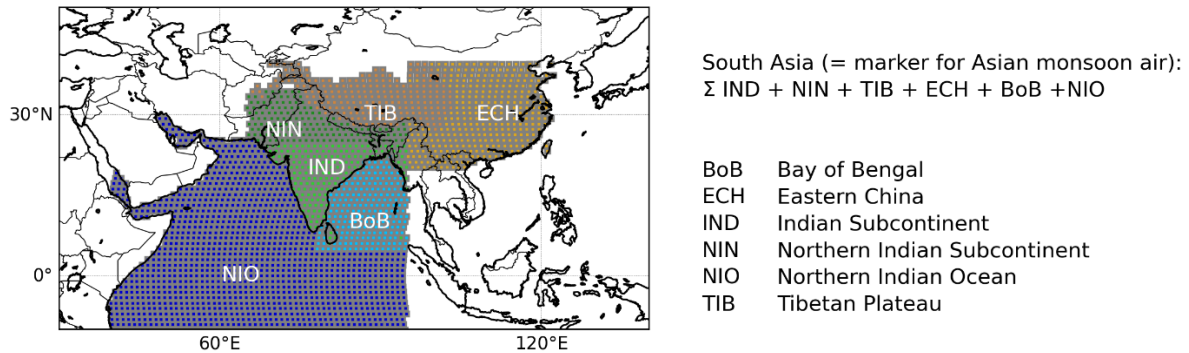 30°N
0°
60°E
120°E
NIN
TIB
ECH
IND
BoB
NIO
South Asia (= marker for Asian monsoon air):
Σ IND + NIN + TIB + ECH + BoB +NIO
BoB Bay of Bengal
ECH Eastern China
IND Indian Subcontinent
NIN Northern Indian Subcontinent
NIO Northern Indian Ocean
TIB Tibetan Plateau